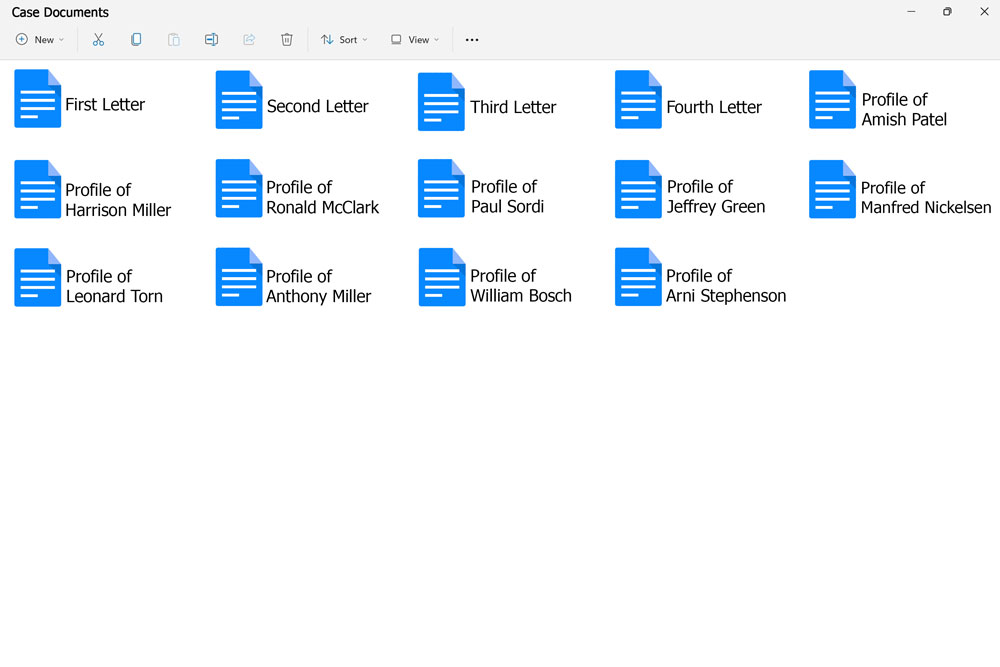 Case Documents
New
Sort
View
First Letter
Second Letter
Third Letter
Fourth Letter
Profile of
Amish Patel
Profile of
Harrison Miller
Profile of
Ronald McClark
Profile of
Paul Sordi
Profile of
Jeffrey Green
Profile of
Manfred Nickelsen
Profile of
Leonard Torn
Profile of
Anthony Miller
Profile of
William Bosch
Profile of
Arni Stephenson